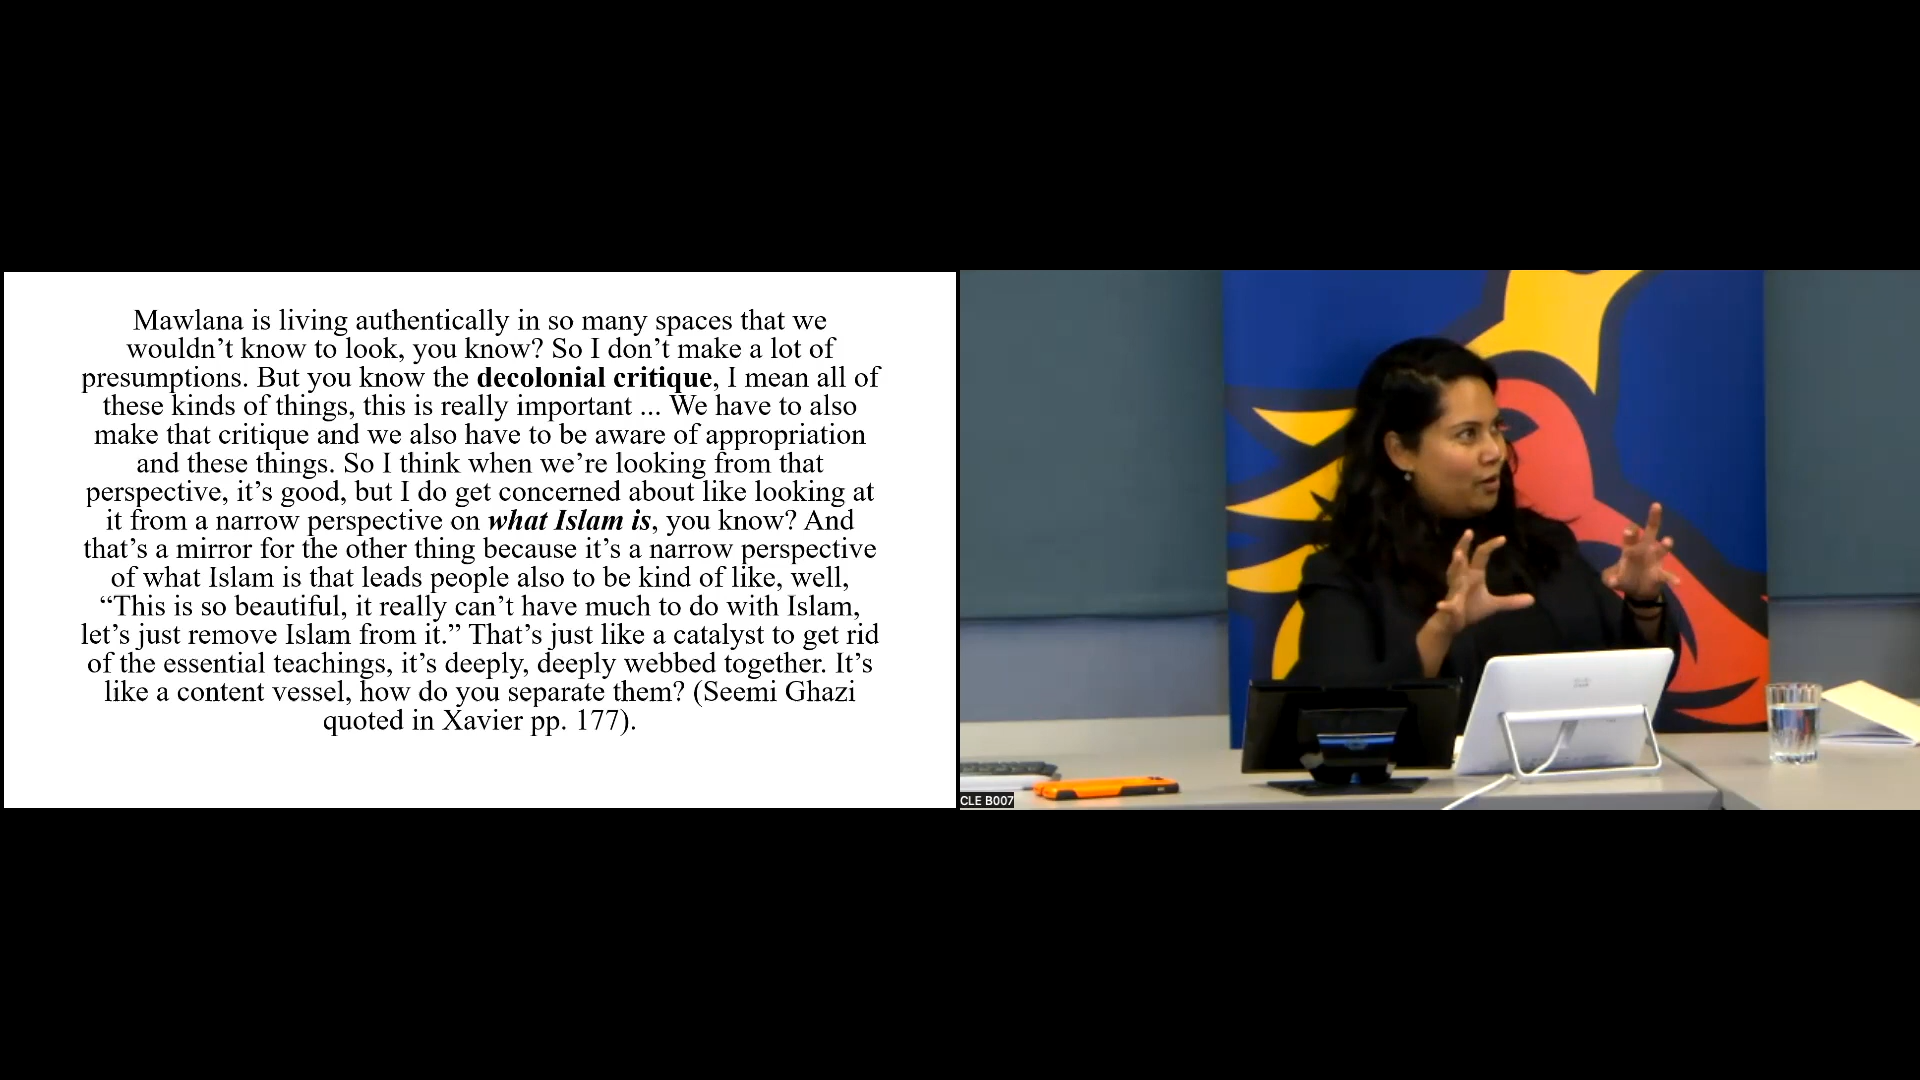 Mawlana is living authentically in so many spaces that we
wouldn’t know to look, you know? So I don’t make a lot of
presumptions. But you know the decolonial critique, I mean all of
these kinds of things, this is really important ... We have to also
make that critique and we also have to be aware of appropriation
and these things. So I think when we’re looking from that
perspective, it’s good, but I do get concerned about like looking at
it from a narrow perspective on what Islam is, you know? And
that’s a mirror for the other thing because it’s a narrow perspective
of what Islam is that leads people also to be kind of like, well,
“This is so beautiful, it really can’t have much to do with Islam,
let’s just remove Islam from it.” That’s just like a catalyst to get rid
of the essential teachings, it’s deeply, deeply webbed together. It’s
like a content vessel, how do you separate them? (Seemi Ghazi
quoted in Xavier pp. 177).
CLE B007